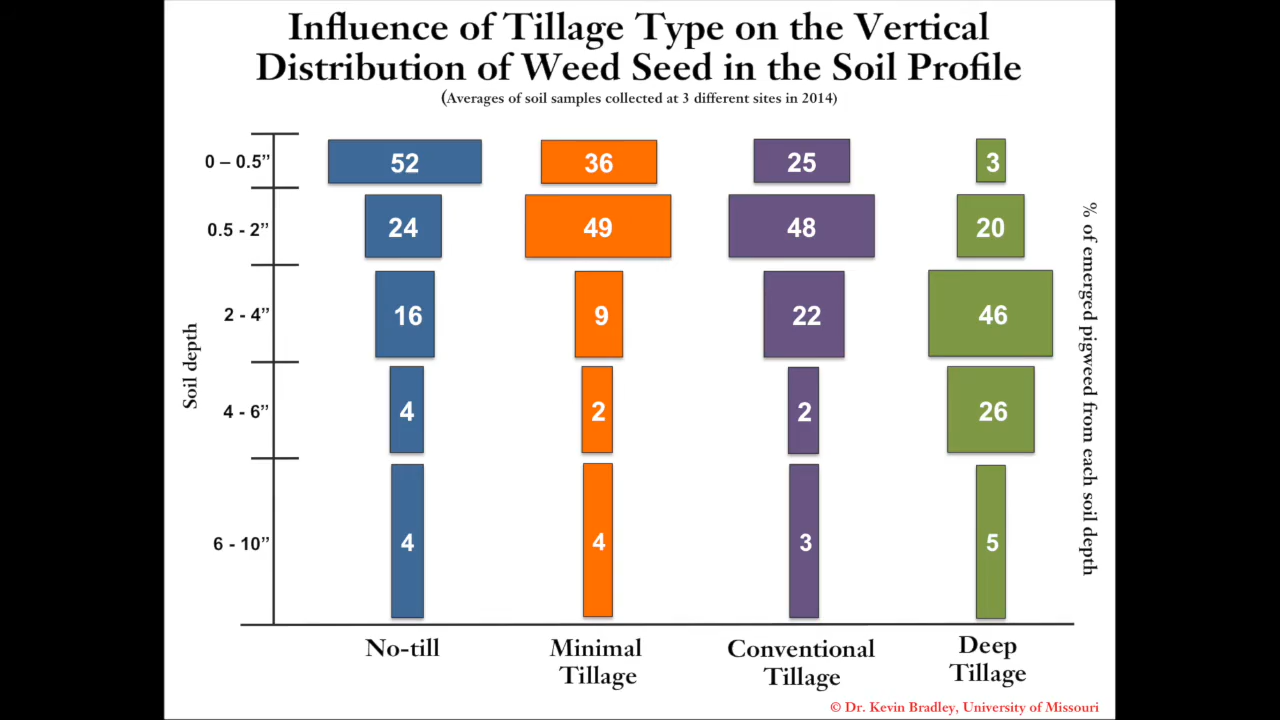 Influence of Tillage Type on the Vertical
Distribution of Weed Seed in the Soil Profile
(Averages of soil samples collected at 3 different sites in 2014)
0 – 0.5” 52 36 25 3
0.5 - 2” 24 49 48 20
2 - 4” 16 9 22 46
4 - 6” 4 2 2 26
6 - 10” 4 4 3 5
Soil depth
% of emerged pigweed from each soil depth
No-till
Minimal
Tillage
Conventional
Tillage
Deep
Tillage
© Dr. Kevin Bradley, University of Missouri